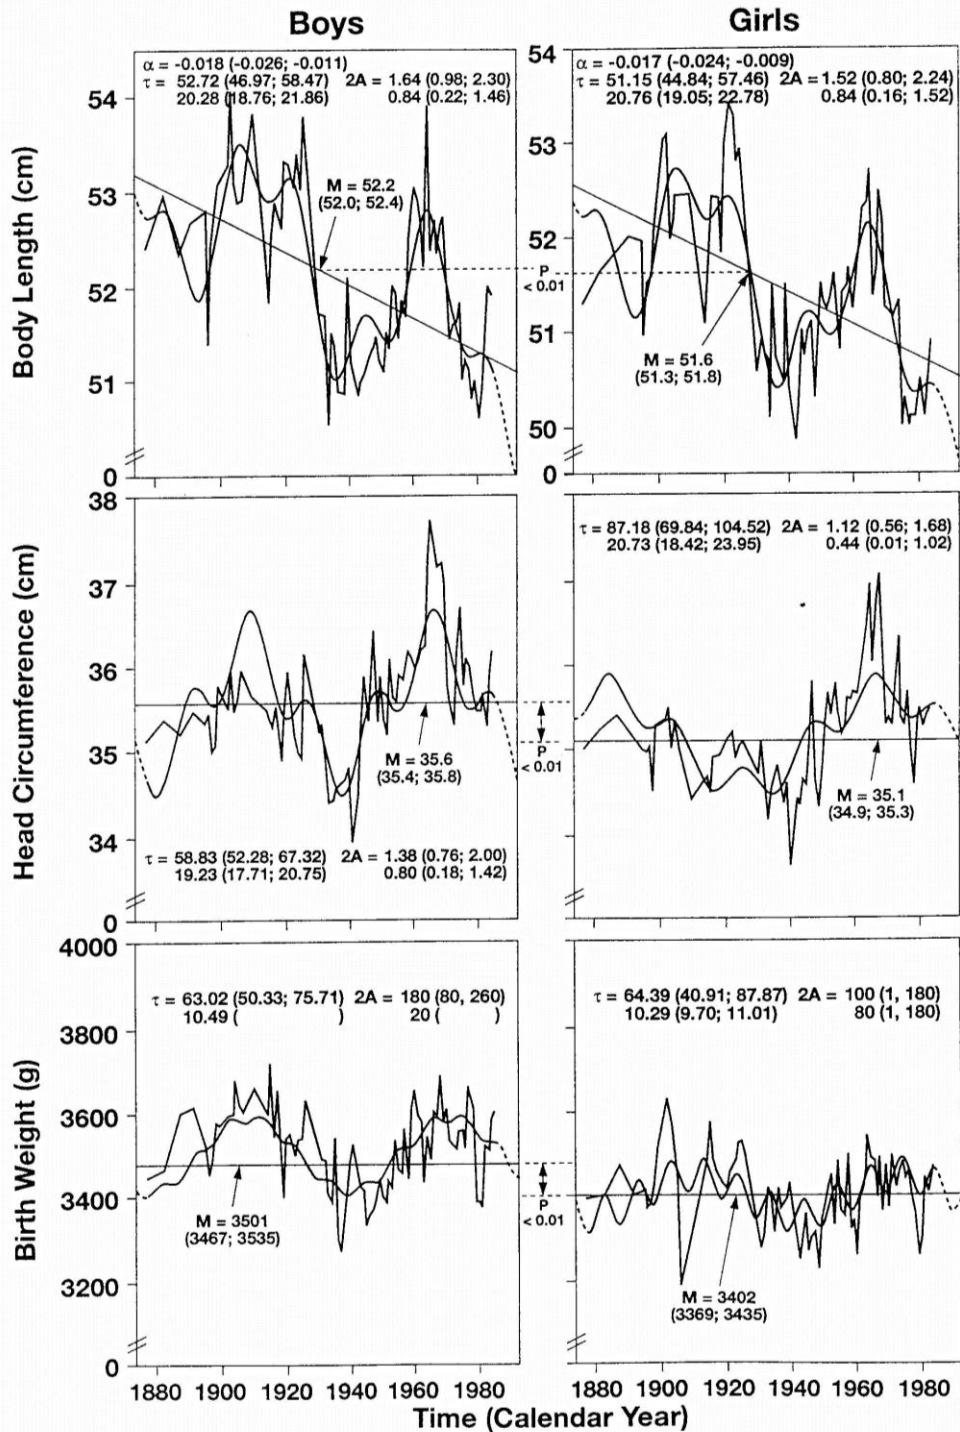 Boys
Girls
Body Length (cm)
54
53
52
51
0
α = -0.018 (-0.026; -0.011)
τ = 52.72 (46.97; 58.47) 2A = 1.64 (0.98; 2.30)
20.28 (18.76; 21.86) 0.84 (0.22; 1.46)
M = 52.2
(52.0; 52.4)
P
< 0.01
54
53
52
51
50
0
α = -0.017 (-0.024; -0.009)
τ = 51.15 (44.84; 57.46) 2A = 1.52 (0.80; 2.24)
20.76 (19.05; 22.78) 0.84 (0.16; 1.52)
M = 51.6
(51.3; 51.8)
Head Circumference (cm)
38
37
36
35
34
0
M = 35.6
(35.4; 35.8)
τ = 58.83 (52.28; 67.32) 2A = 1.38 (0.76; 2.00)
19.23 (17.71; 20.75) 0.80 (0.18; 1.42)
P
< 0.01
τ = 87.18 (69.84; 104.52) 2A = 1.12 (0.56; 1.68)
20.73 (18.42; 23.95) 0.44 (0.01; 1.02)
M = 35.1
(34.9; 35.3)
Birth Weight (g)
4000
3800
3600
3400
3200
0
τ = 63.02 (50.33; 75.71) 2A = 180 (80, 260)
10.49 ( ) 20 ( )
M = 3501
(3467; 3535)
P
< 0.01
τ = 64.39 (40.91; 87.87) 2A = 100 (1, 180)
10.29 (9.70; 11.01) 80 (1, 180)
M = 3402
(3369; 3435)
1880 1900 1920 1940 1960 1980
1880 1900 1920 1940 1960 1980
Time (Calendar Year)